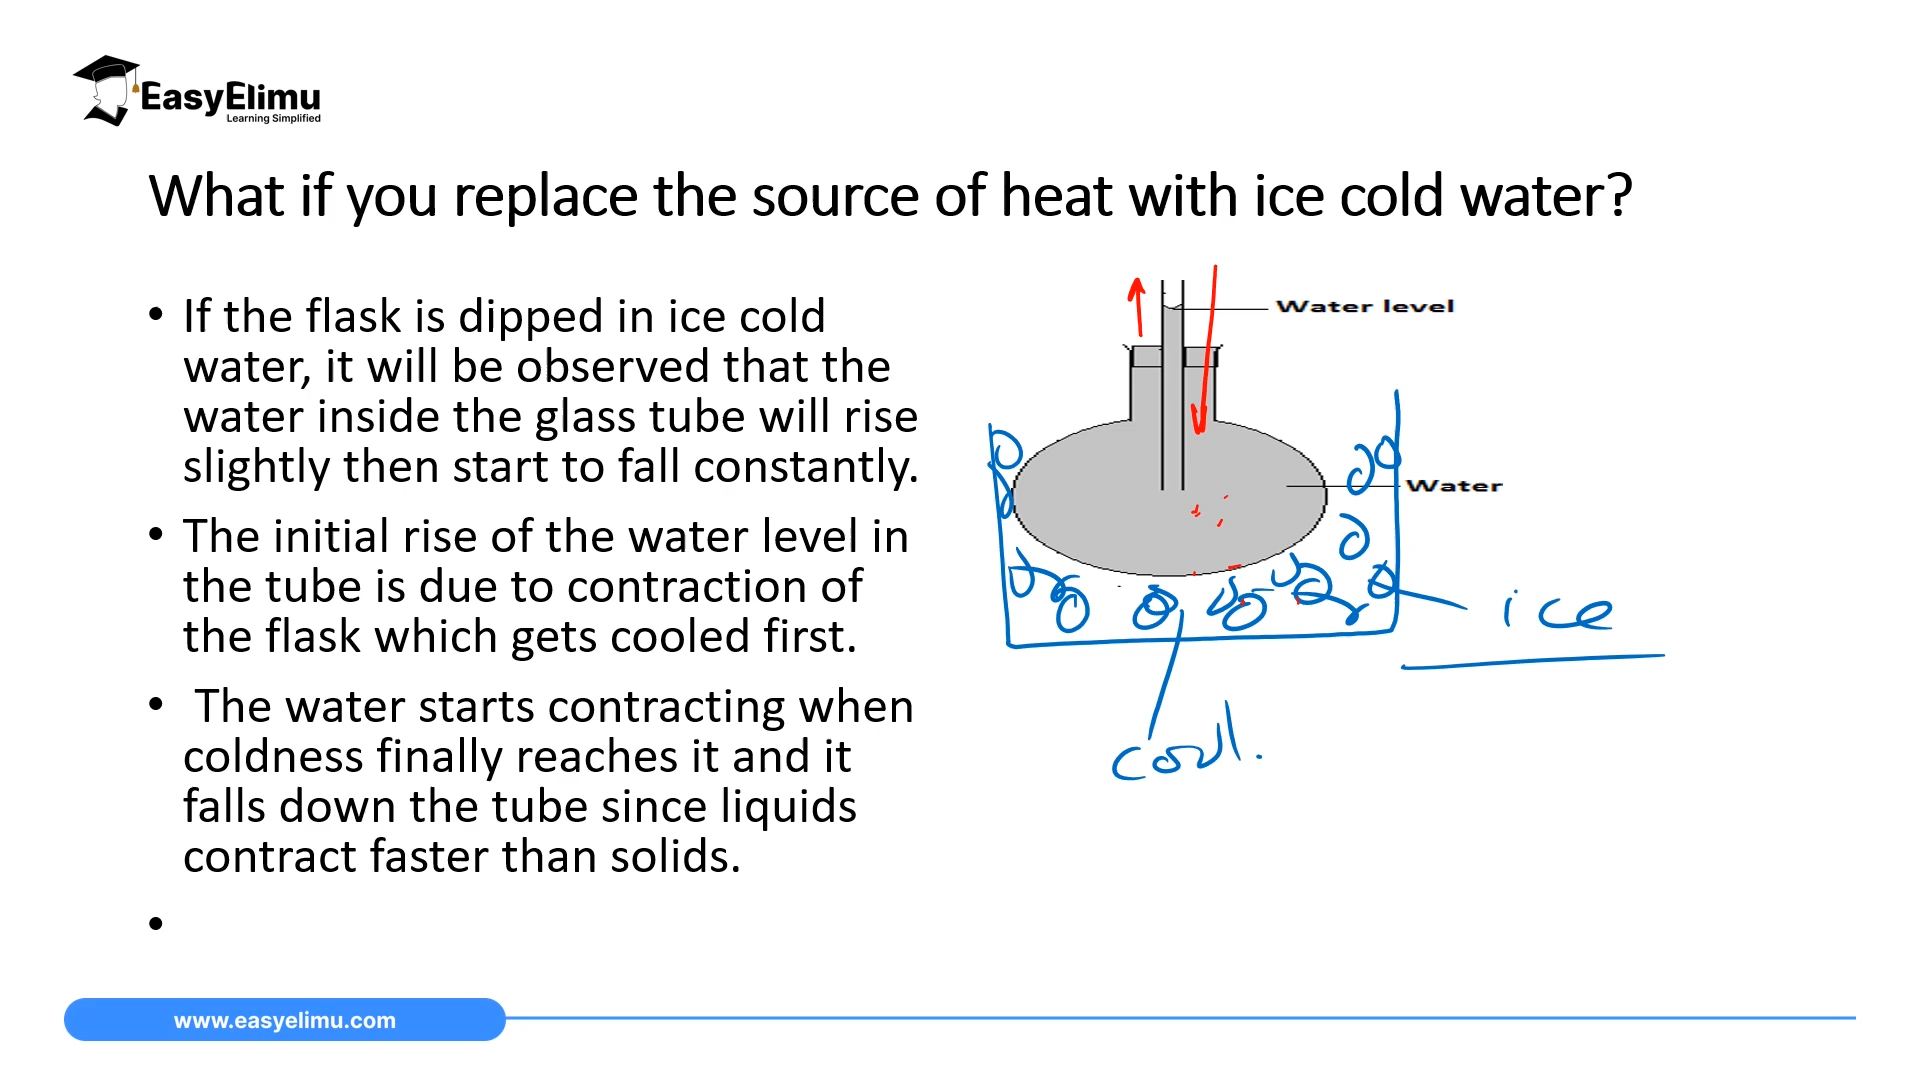 EasyElimu
Learning Simplified
What if you replace the source of heat with ice cold water?
• If the flask is dipped in ice cold
water, it will be observed that the
water inside the glass tube will rise
slightly then start to fall constantly.
• The initial rise of the water level in
the tube is due to contraction of
the flask which gets cooled first.
• The water starts contracting when
coldness finally reaches it and it
falls down the tube since liquids
contract faster than solids.
•
Water level
Water
ice
www.easyelimu.com